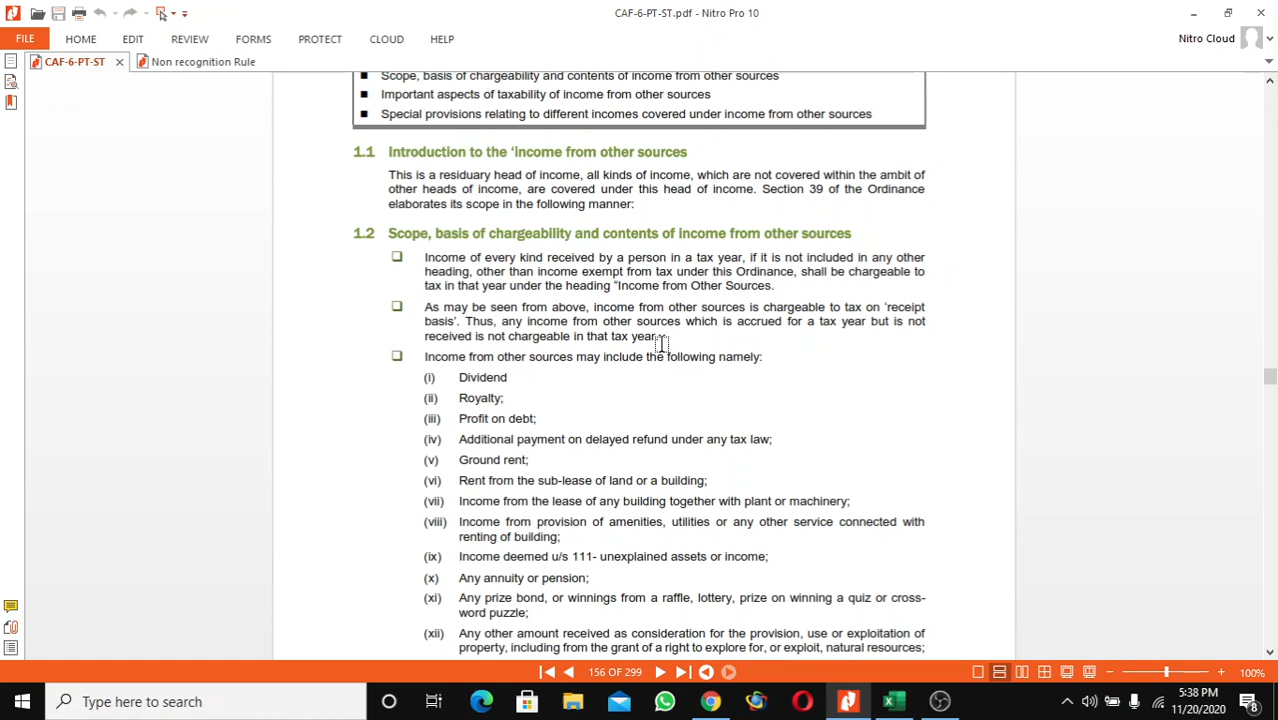 CAF-6-PT-ST.pdf - Nitro Pro 10
FILE HOME EDIT REVIEW FORMS PROTECT CLOUD HELP
Nitro Cloud
CAF-6-PT-ST Non recognition Rule
Scope, basis of chargeability and contents of income from other sources
Important aspects of taxability of income from other sources
Special provisions relating to different incomes covered under income from other sources
1.1 Introduction to the 'income from other sources
This is a residuary head of income, all kinds of income, which are not covered within the ambit of
other heads of income, are covered under this head of income. Section 39 of the Ordinance
elaborates its scope in the following manner:
1.2 Scope, basis of chargeability and contents of income from other sources
Income of every kind received by a person in a tax year, if it is not included in any other
heading, other than income exempt from tax under this Ordinance, shall be chargeable to
tax in that year under the heading "Income from Other Sources.
As may be seen from above, income from other sources is chargeable to tax on 'receipt
basis'. Thus, any income from other sources which is accrued for a tax year but is not
received is not chargeable in that tax year.
Income from other sources may include the following namely:
(i) Dividend
(ii) Royalty;
(iii) Profit on debt;
(iv) Additional payment on delayed refund under any tax law;
(v) Ground rent;
(vi) Rent from the sub-lease of land or a building;
(vii) Income from the lease of any building together with plant or machinery;
(viii) Income from provision of amenities, utilities or any other service connected with
renting of building;
(ix) Income deemed u/s 111- unexplained assets or income;
(x) Any annuity or pension;
(xi) Any prize bond, or winnings from a raffle, lottery, prize on winning a quiz or cross-
word puzzle;
(xii) Any other amount received as consideration for the provision, use or exploitation of
property, including from the grant of a right to explore for, or exploit, natural resources;
156 OF 299
100%
Type here to search
5:38 PM
11/20/2020
8